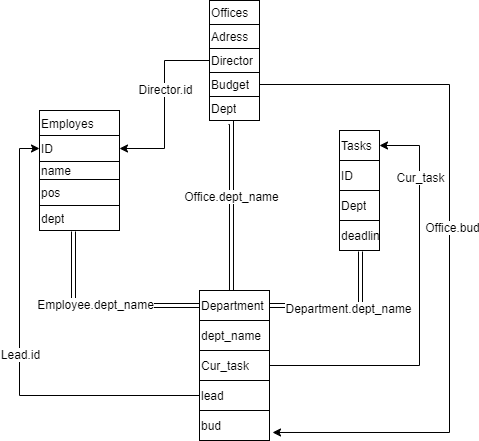 Offices
Adress
Director
Budget
Dept
Director.id
Employes
ID
name
pos
dept
Tasks
ID
Dept
deadlin
Cur_task
Office.dept_name
Office.bud
Employee.dept_name
Department.dept_name
Lead.id
Department
dept_name
Cur_task
lead
bud